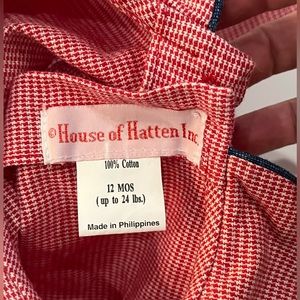 ©House of Hatten Inc.
100% Cotton
12 MOS
(up to 24 lbs.)
Made in Philippines